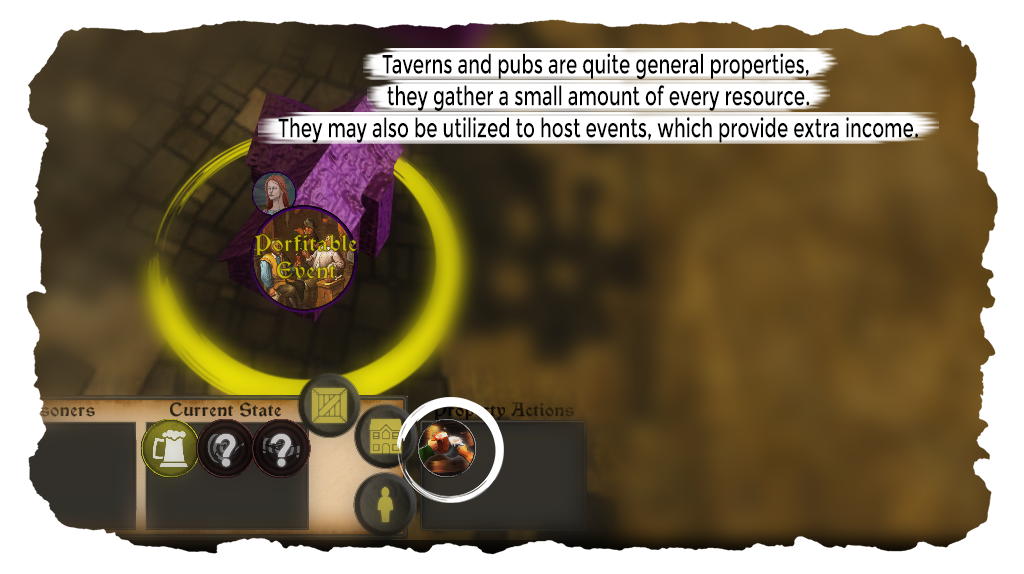 Taverns and pubs are quite general properties,
they gather a small amount of every resource.
They may also be utilized to host events, which provide extra income.
Porfitable
Event
soners
Current State
Property Actions
? ?